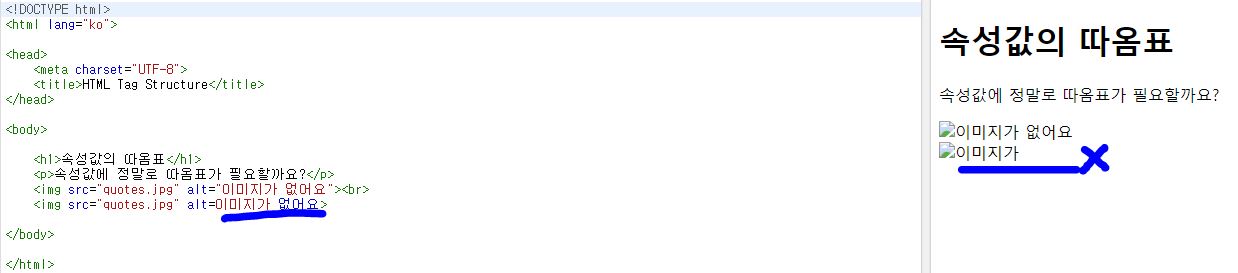 <!DOCTYPE html>
<html lang="ko">
<head>
<meta charset="UTF-8">
<title>HTML Tag Structure</title>
</head>
<body>
<h1>속성값의 따옴표</h1>
<p>속성값에 정말로 따옴표가 필요할까요?</p>
<img src="quotes.jpg" alt="이미지가 없어요"><br>
<img src="quotes.jpg" alt=이미지가 없어요>
</body>
</html>
속성값의 따옴표
속성값에 정말로 따옴표가 필요할까요?
이미지가 없어요
이미지가